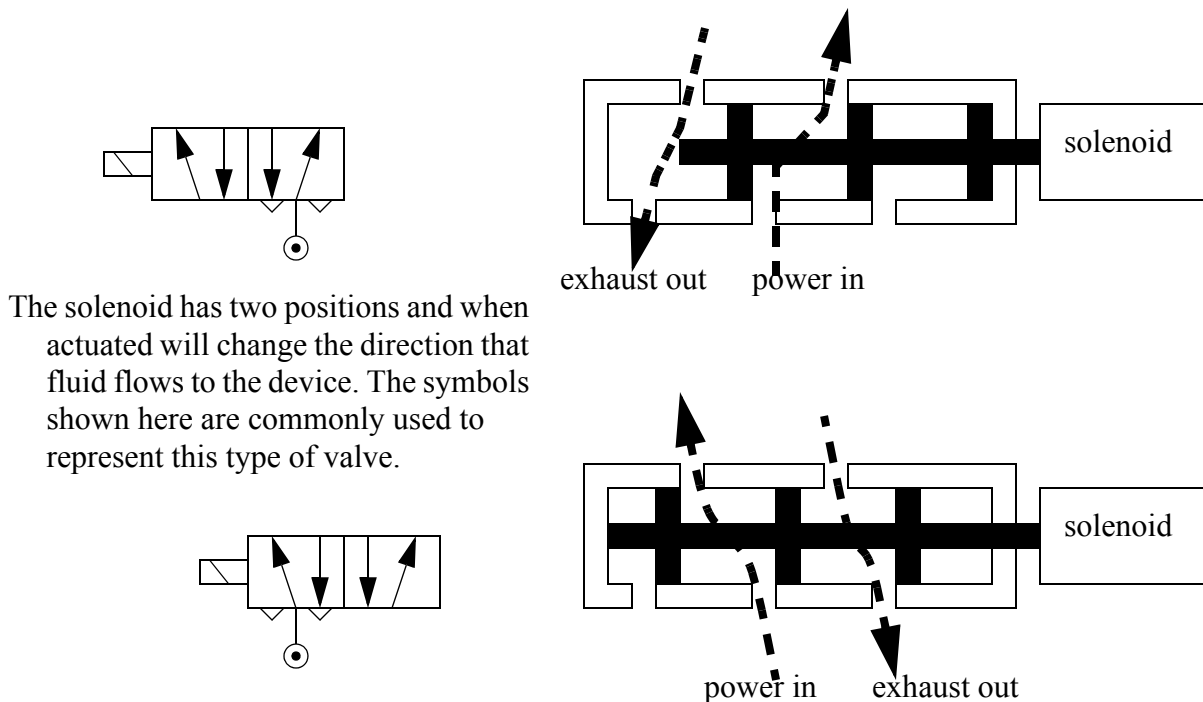 solenoid
exhaust out
power in
The solenoid has two positions and when
actuated will change the direction that
fluid flows to the device. The symbols
shown here are commonly used to
represent this type of valve.
solenoid
power in
exhaust out